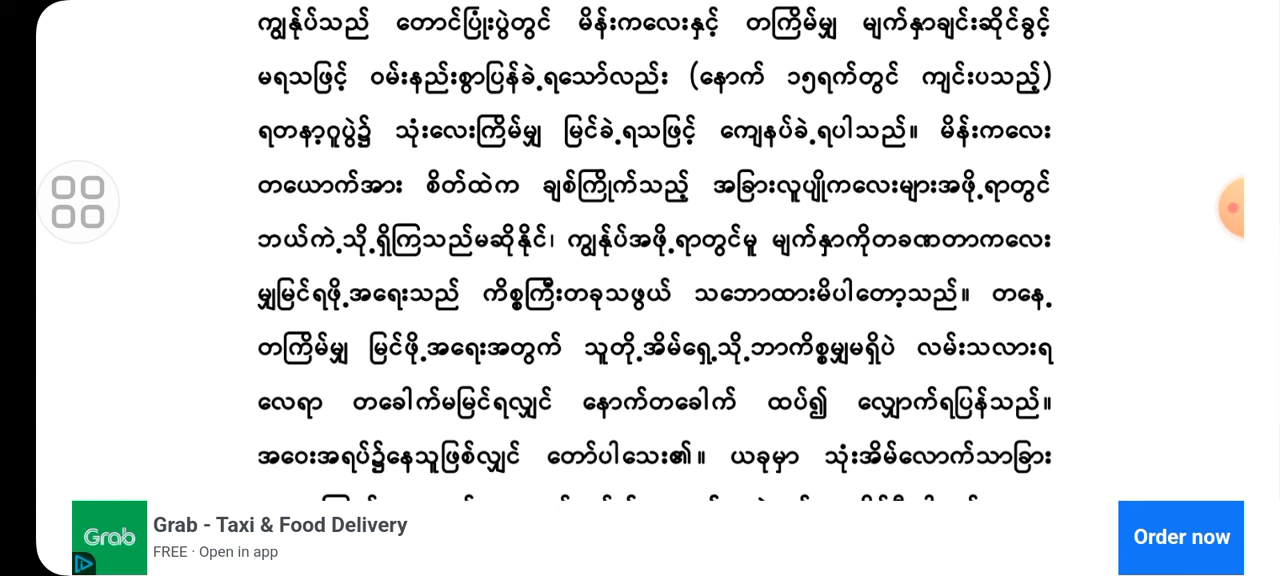 ကျွန်ုပ်သည် တောင်ပြုံးပွဲတွင် မိန်းကလေးနှင့် တကြိမ်မျှ မျက်နှာချင်းဆိုင်ခွင့်
မရသဖြင့် ဝမ်းနည်းစွာပြန်ခဲ့ရသော်လည်း (နောက် ၁၅ရက်တွင် ကျင်းပသည့်)
ရတနာ့ဂူပွဲ၌ သုံးလေးကြိမ်မျှ မြင်ခဲ့ရသဖြင့် ကျေနပ်ခဲ့ရပါသည်။ မိန်းကလေး
တယောက်အား စိတ်ထဲက ချစ်ကြိုက်သည့် အခြားလူပျိုကလေးများအဖို့ရာတွင်
ဘယ်ကဲ့သို့ရှိကြသည်မဆိုနိုင်၊ ကျွန်ုပ်အဖို့ရာတွင်မူ မျက်နှာကိုတခဏတာကလေး
မျှမြင်ရဖို့အရေးသည် ကိစ္စကြီးတခုသဖွယ် သဘောထားမိပါတော့သည်။ တနေ့
တကြိမ်မျှ မြင်ဖို့အရေးအတွက် သူတို့အိမ်ရှေ့သို့ဘာကိစ္စမျှမရှိပဲ လမ်းသလားရ
လေရာ တခေါက်မမြင်ရလျှင် နောက်တခေါက် ထပ်၍ လျှောက်ရပြန်သည်။
အဝေးအရပ်၌နေသူဖြစ်လျှင် တော်ပါသေး၏။ ယခုမှာ သုံးအိမ်လောက်သာခြား
Grab
Grab - Taxi & Food Delivery
FREE · Open in app
Order now